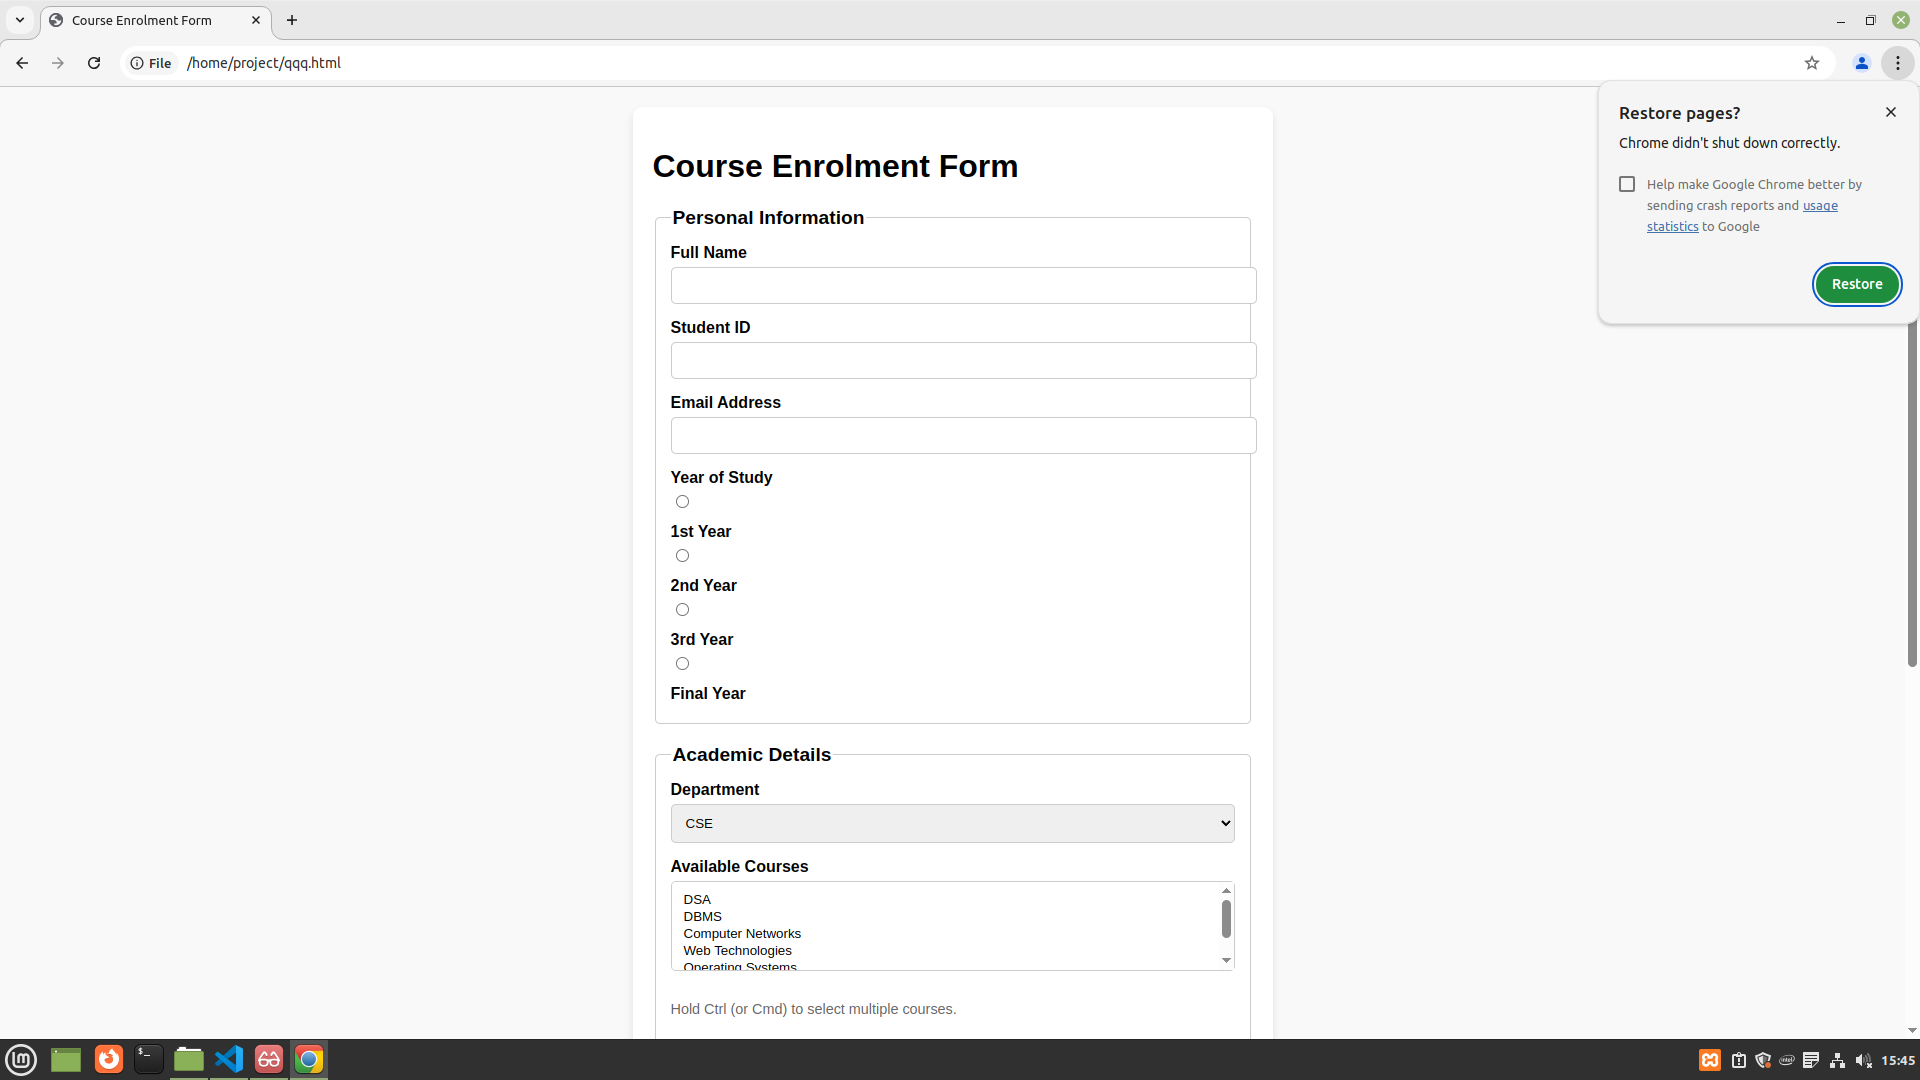 Course Enrolment Form
File /home/project/qqq.html
Restore pages?
Chrome didn't shut down correctly.
Help make Google Chrome better by
sending crash reports and usage
statistics to Google
Restore
Course Enrolment Form
Personal Information
Full Name
Student ID
Email Address
Year of Study
1st Year
2nd Year
3rd Year
Final Year
Academic Details
Department
CSE
Available Courses
DSA
DBMS
Computer Networks
Web Technologies
Operating Systems
Hold Ctrl (or Cmd) to select multiple courses.
15:45